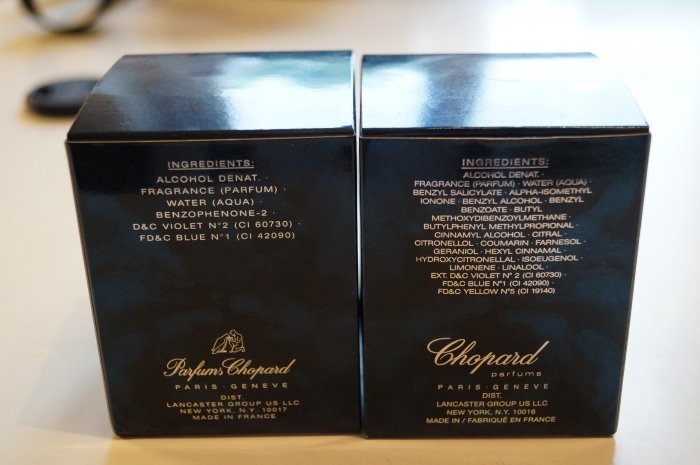 INGREDIENTS:
ALCOHOL DENAT. ·
FRAGRANCE (PARFUM) ·
WATER (AQUA) ·
BENZOPHENONE-2 ·
D&C VIOLET N°2 (CI 60730) ·
FD&C BLUE N°1 (CI 42090)
Parfums Chopard
PARIS · GENEVE
DIST.
LANCASTER GROUP US LLC
NEW YORK, N.Y. 10017
MADE IN FRANCE
INGREDIENTS:
ALCOHOL DENAT. ·
FRAGRANCE (PARFUM) · WATER (AQUA) ·
BENZYL SALICYLATE · ALPHA-ISOMETHYL
IONONE · BENZYL ALCOHOL · BENZYL
BENZOATE · BUTYL
METHOXYDIBENZOYLMETHANE ·
BUTYLPHENYL METHYLPROPIONAL ·
CINNAMYL ALCOHOL · CITRAL ·
CITRONELLOL · COUMARIN · FARNESOL ·
GERANIOL · HEXYL CINNAMAL ·
HYDROXYCITRONELLAL · ISOEUGENOL ·
LIMONENE · LINALOOL ·
EXT. D&C VIOLET N° 2 (CI 60730) ·
FD&C BLUE N°1 (CI 42090) ·
FD&C YELLOW N°5 (CI 19140)
Chopard
parfums
PARIS · GENEVE
DIST.
LANCASTER GROUP US LLC
NEW YORK, N.Y. 10016
MADE IN / FABRIQUÉ EN FRANCE